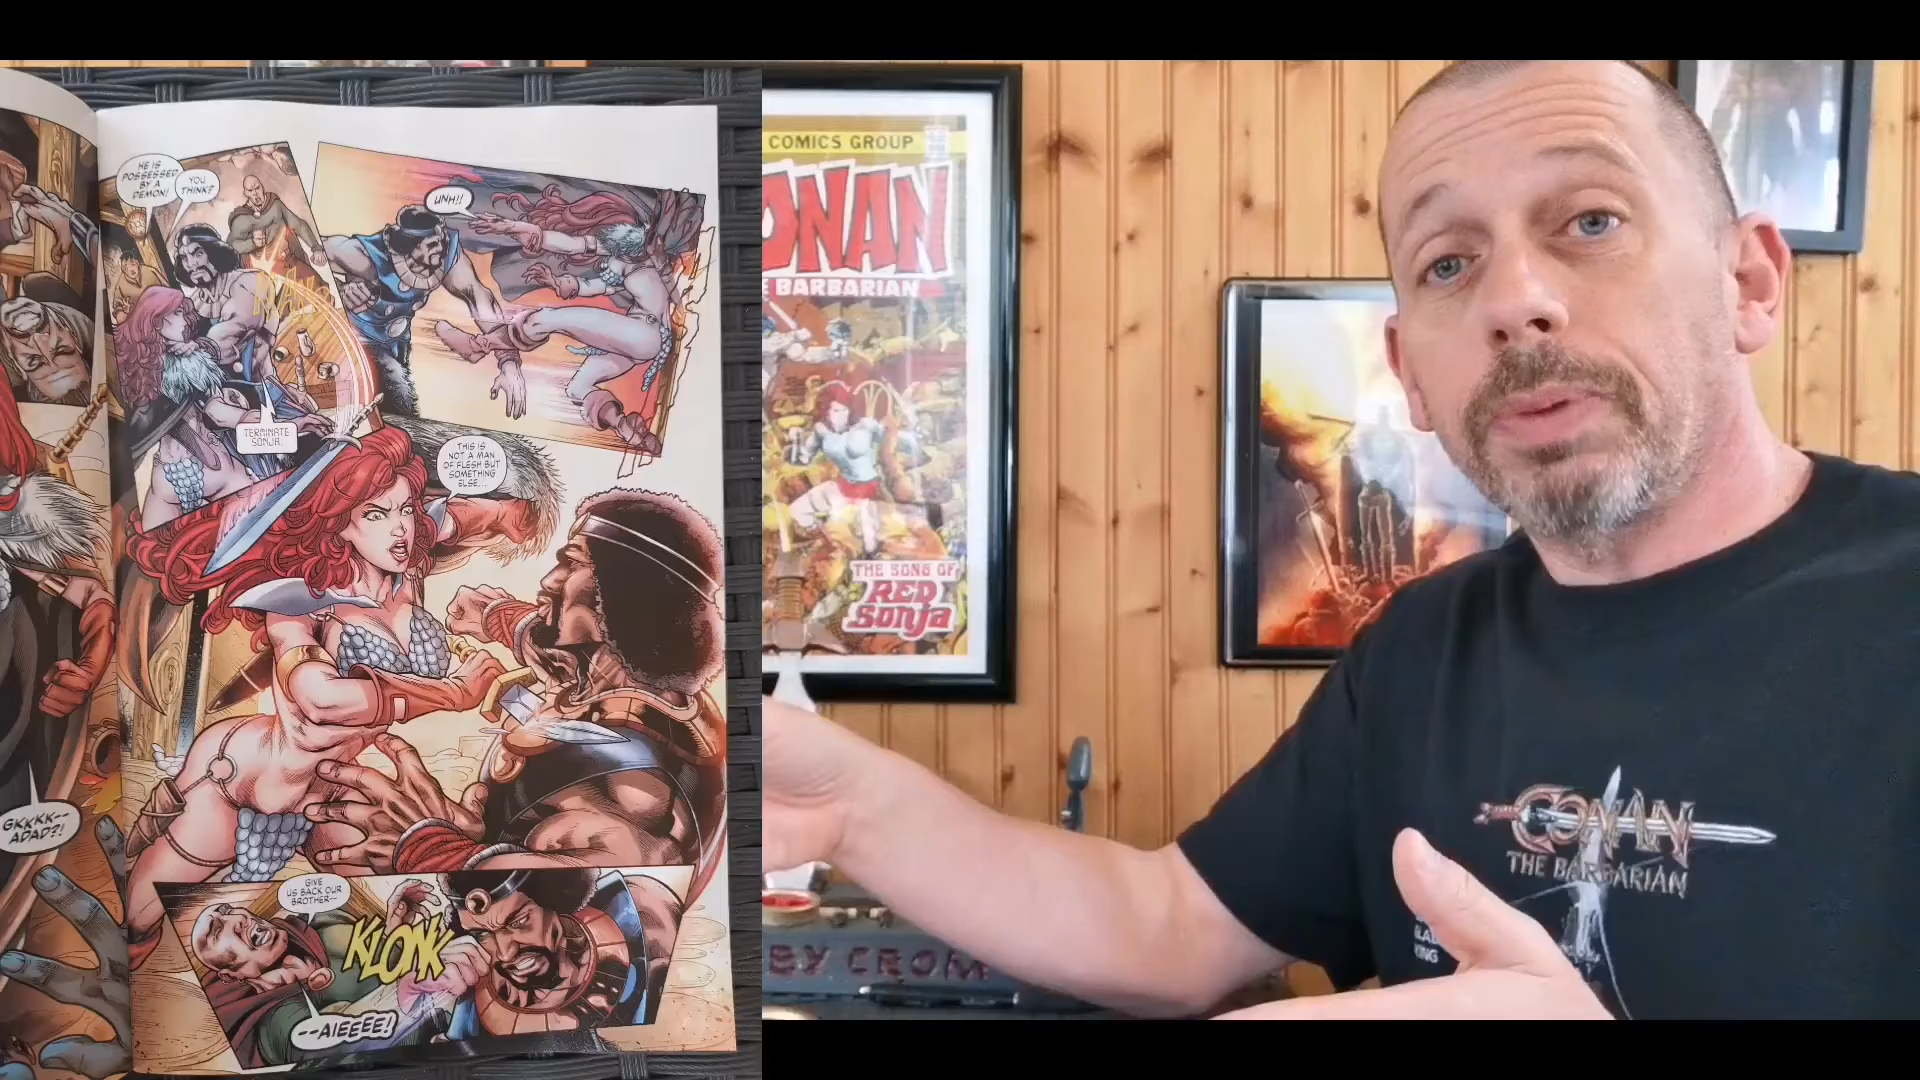 HE IS
POSSESSED
BY A
DEMON!
YOU
THINK?
UNH!!
TERMINATE
SONJA.
THIS IS
NOT A MAN
OF FLESH BUT
SOMETHING
ELSE...
GKKKK--
ADAD?!
GIVE
US BACK OUR
BROTHER--
KLONK
--AIEEEE!
COMICS GROUP
CONAN
E BARBARIAN
THE SONG OF
RED
SONJA
BY CROM
CONAN
THE BARBARIAN